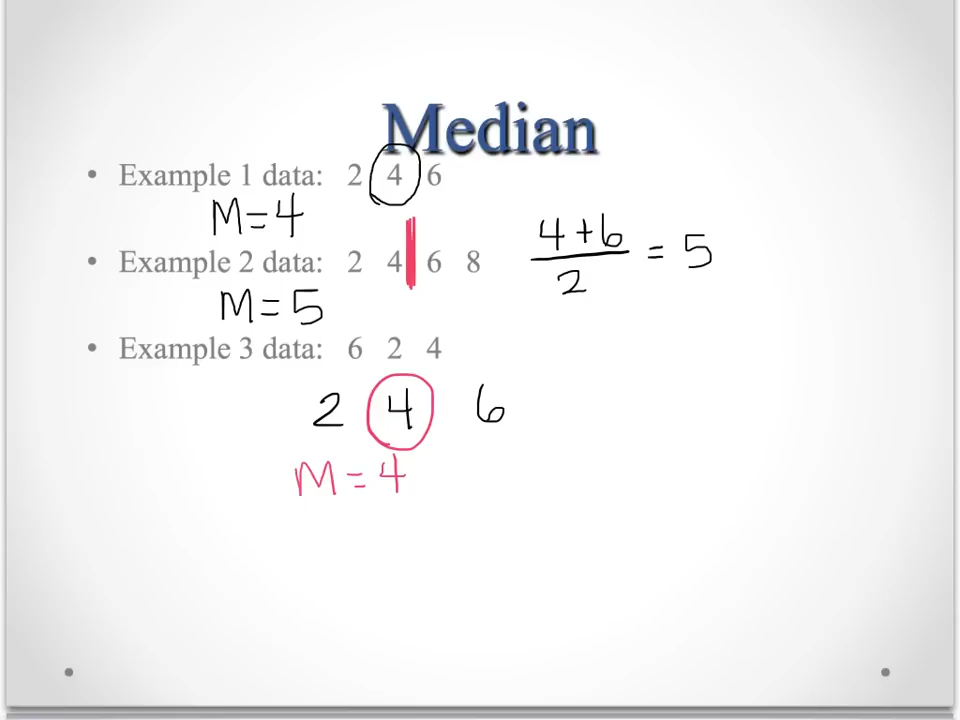 Median
• Example 1 data: 2 4 6
M=4
• Example 2 data: 2 4 6 8
4+6
2
= 5
M=5
• Example 3 data: 6 2 4
2 4 6
M=4